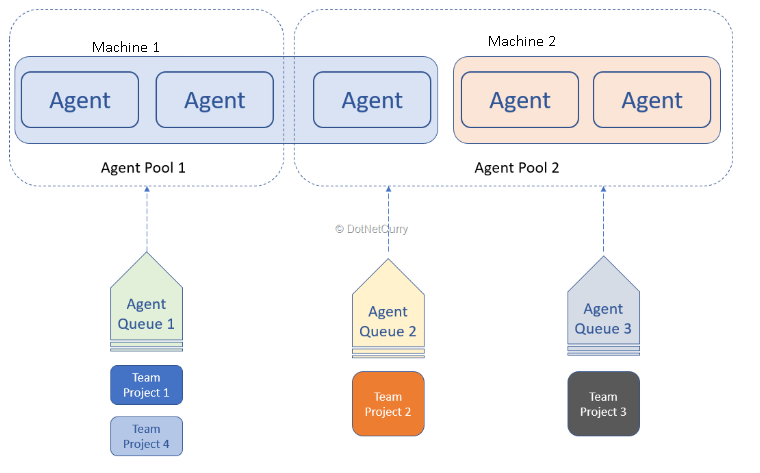 Machine 1
Machine 2
Agent
Agent
Agent
Agent
Agent
Agent Pool 1
Agent Pool 2
© DotNetCurry
Agent
Queue 1
Agent
Queue 2
Agent
Queue 3
Team
Project 1
Team
Project 2
Team
Project 3
Team
Project 4